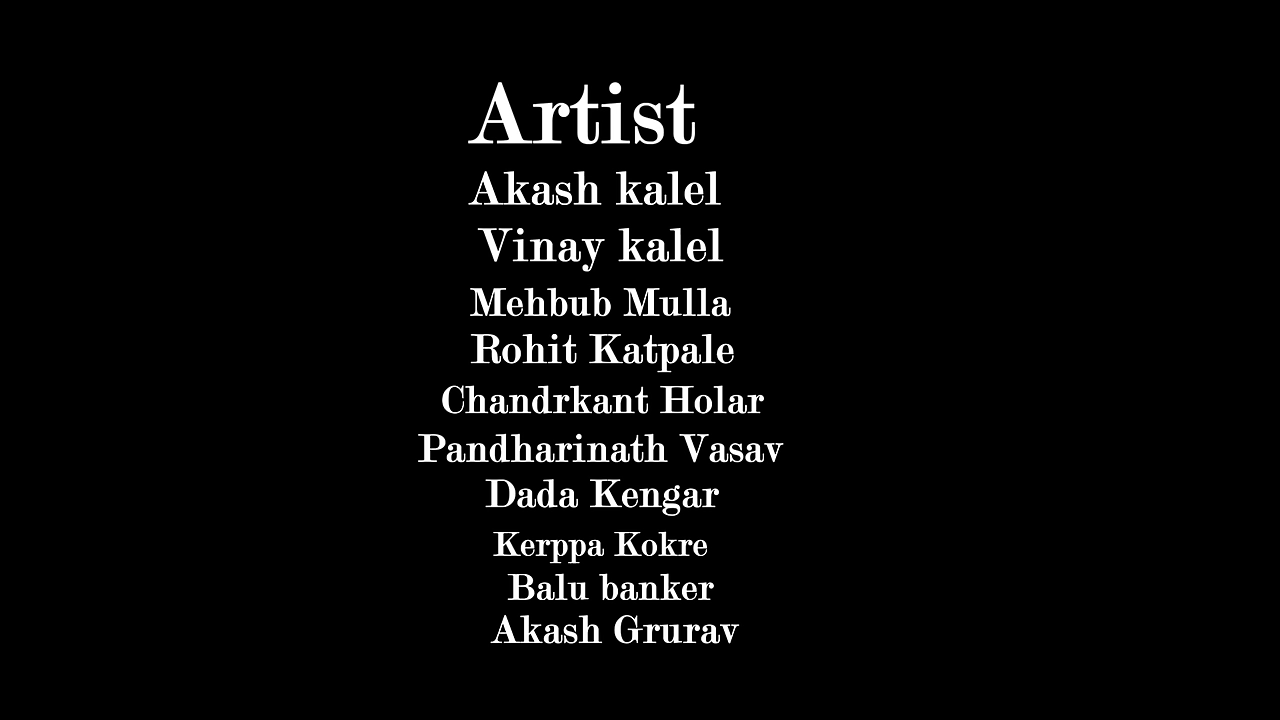 Artist
Akash kalel
Vinay kalel
Mehbub Mulla
Rohit Katpale
Chandrkant Holar
Pandharinath Vasav
Dada Kengar
Kerppa Kokre
Balu banker
Akash Grurav